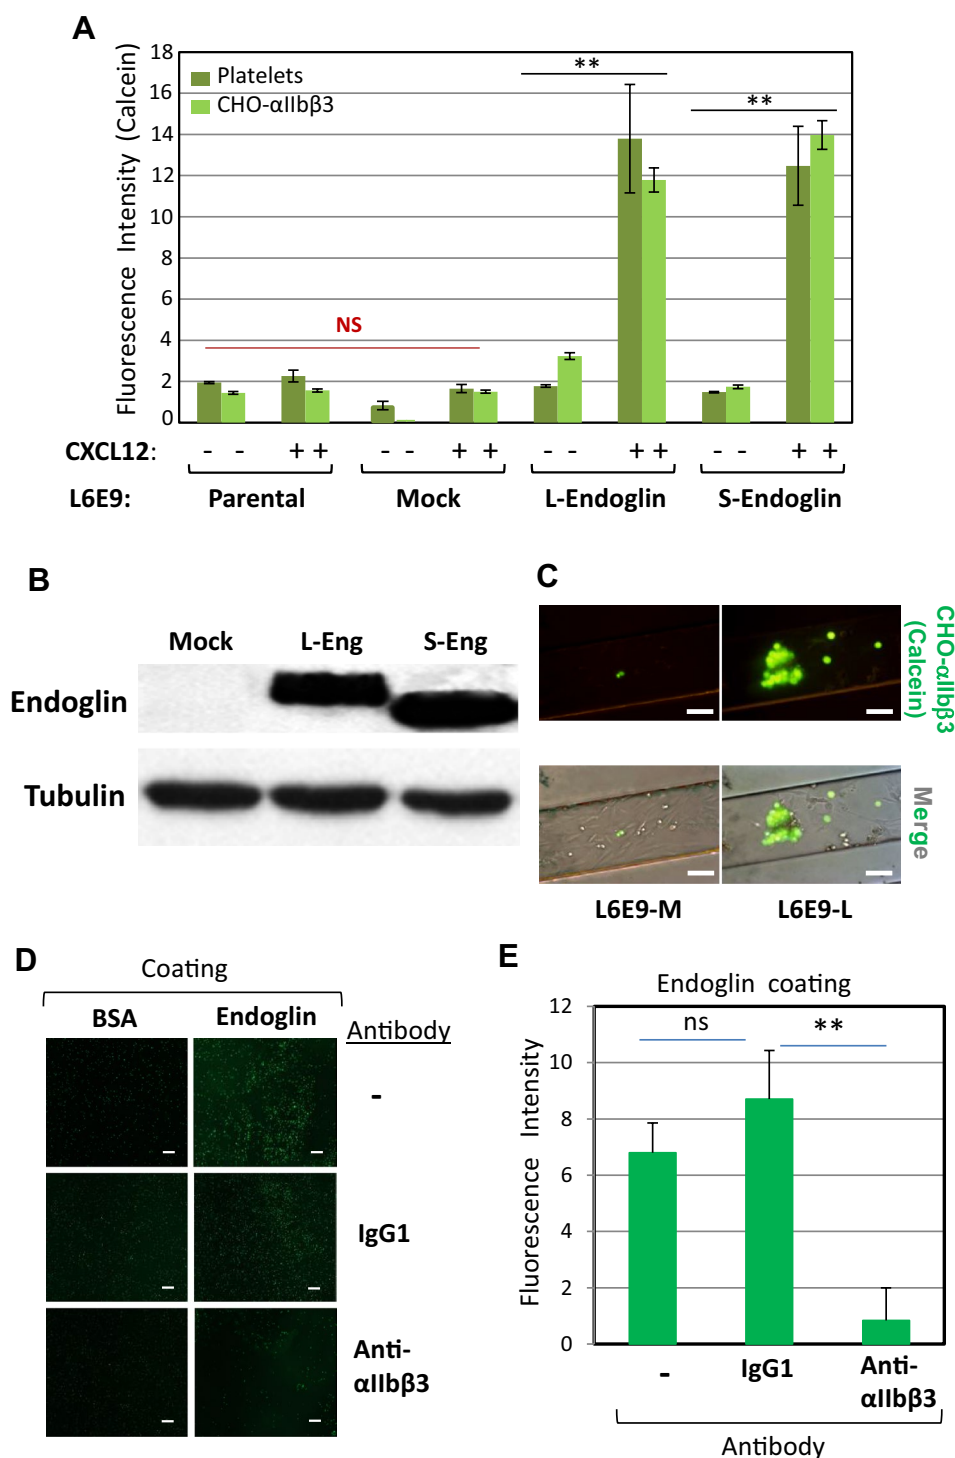 A
Fluorescence Intensity (Calcein)
18
16
14
12
10
8
6
4
2
0
Platelets
CHO-αIIbβ3
NS
**
**
CXCL12: - - + + - - + + - - + + - - + +
L6E9: Parental Mock L-Endoglin S-Endoglin
B
Mock L-Eng S-Eng
Endoglin
Tubulin
C
CHO-αIIbβ3
(Calcein)
Merge
L6E9-M L6E9-L
D
Coating
BSA Endoglin
Antibody
-
IgG1
Anti-
αIIbβ3
E
Endoglin coating
Fluorescence Intensity
12
10
8
6
4
2
0
ns **
- IgG1 Anti-
αIIbβ3
Antibody